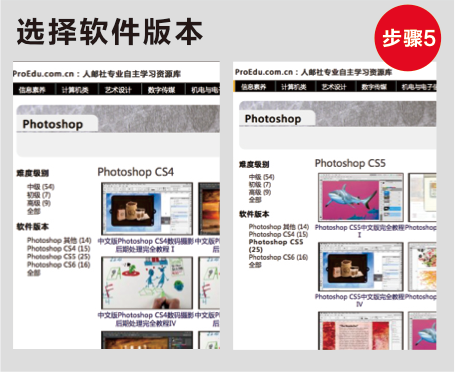 选择软件版本
步骤5
ProEdu.com.cn：人邮社专业自主学习资源库
信息素养 计算机类 艺术设计 数字传媒 机电与电子
Photoshop
难度级别
中级 (54)
初级 (7)
高级 (9)
全部
软件版本
Photoshop 其他 (14)
Photoshop CS4 (15)
Photoshop CS5 (25)
Photoshop CS6 (16)
全部
Photoshop CS4
中文版Photoshop CS4数码摄影 中文版P
后期处理完全教程 I
中文版Photoshop CS4数码摄影 中文版P
后期处理完全教程IV
ProEdu.com.cn：人邮社专业自主学习资源库
信息素养 计算机类 艺术设计 数字传媒 机电与电子信
Photoshop
难度级别
中级 (54)
初级 (7)
高级 (9)
全部
软件版本
Photoshop 其他 (14)
Photoshop CS4 (15)
Photoshop CS5
(25)
Photoshop CS6 (16)
全部
Photoshop CS5
Photoshop CS5中文版完全教程 Photosh
I
Photoshop CS5中文版完全教程 Photosh
IV